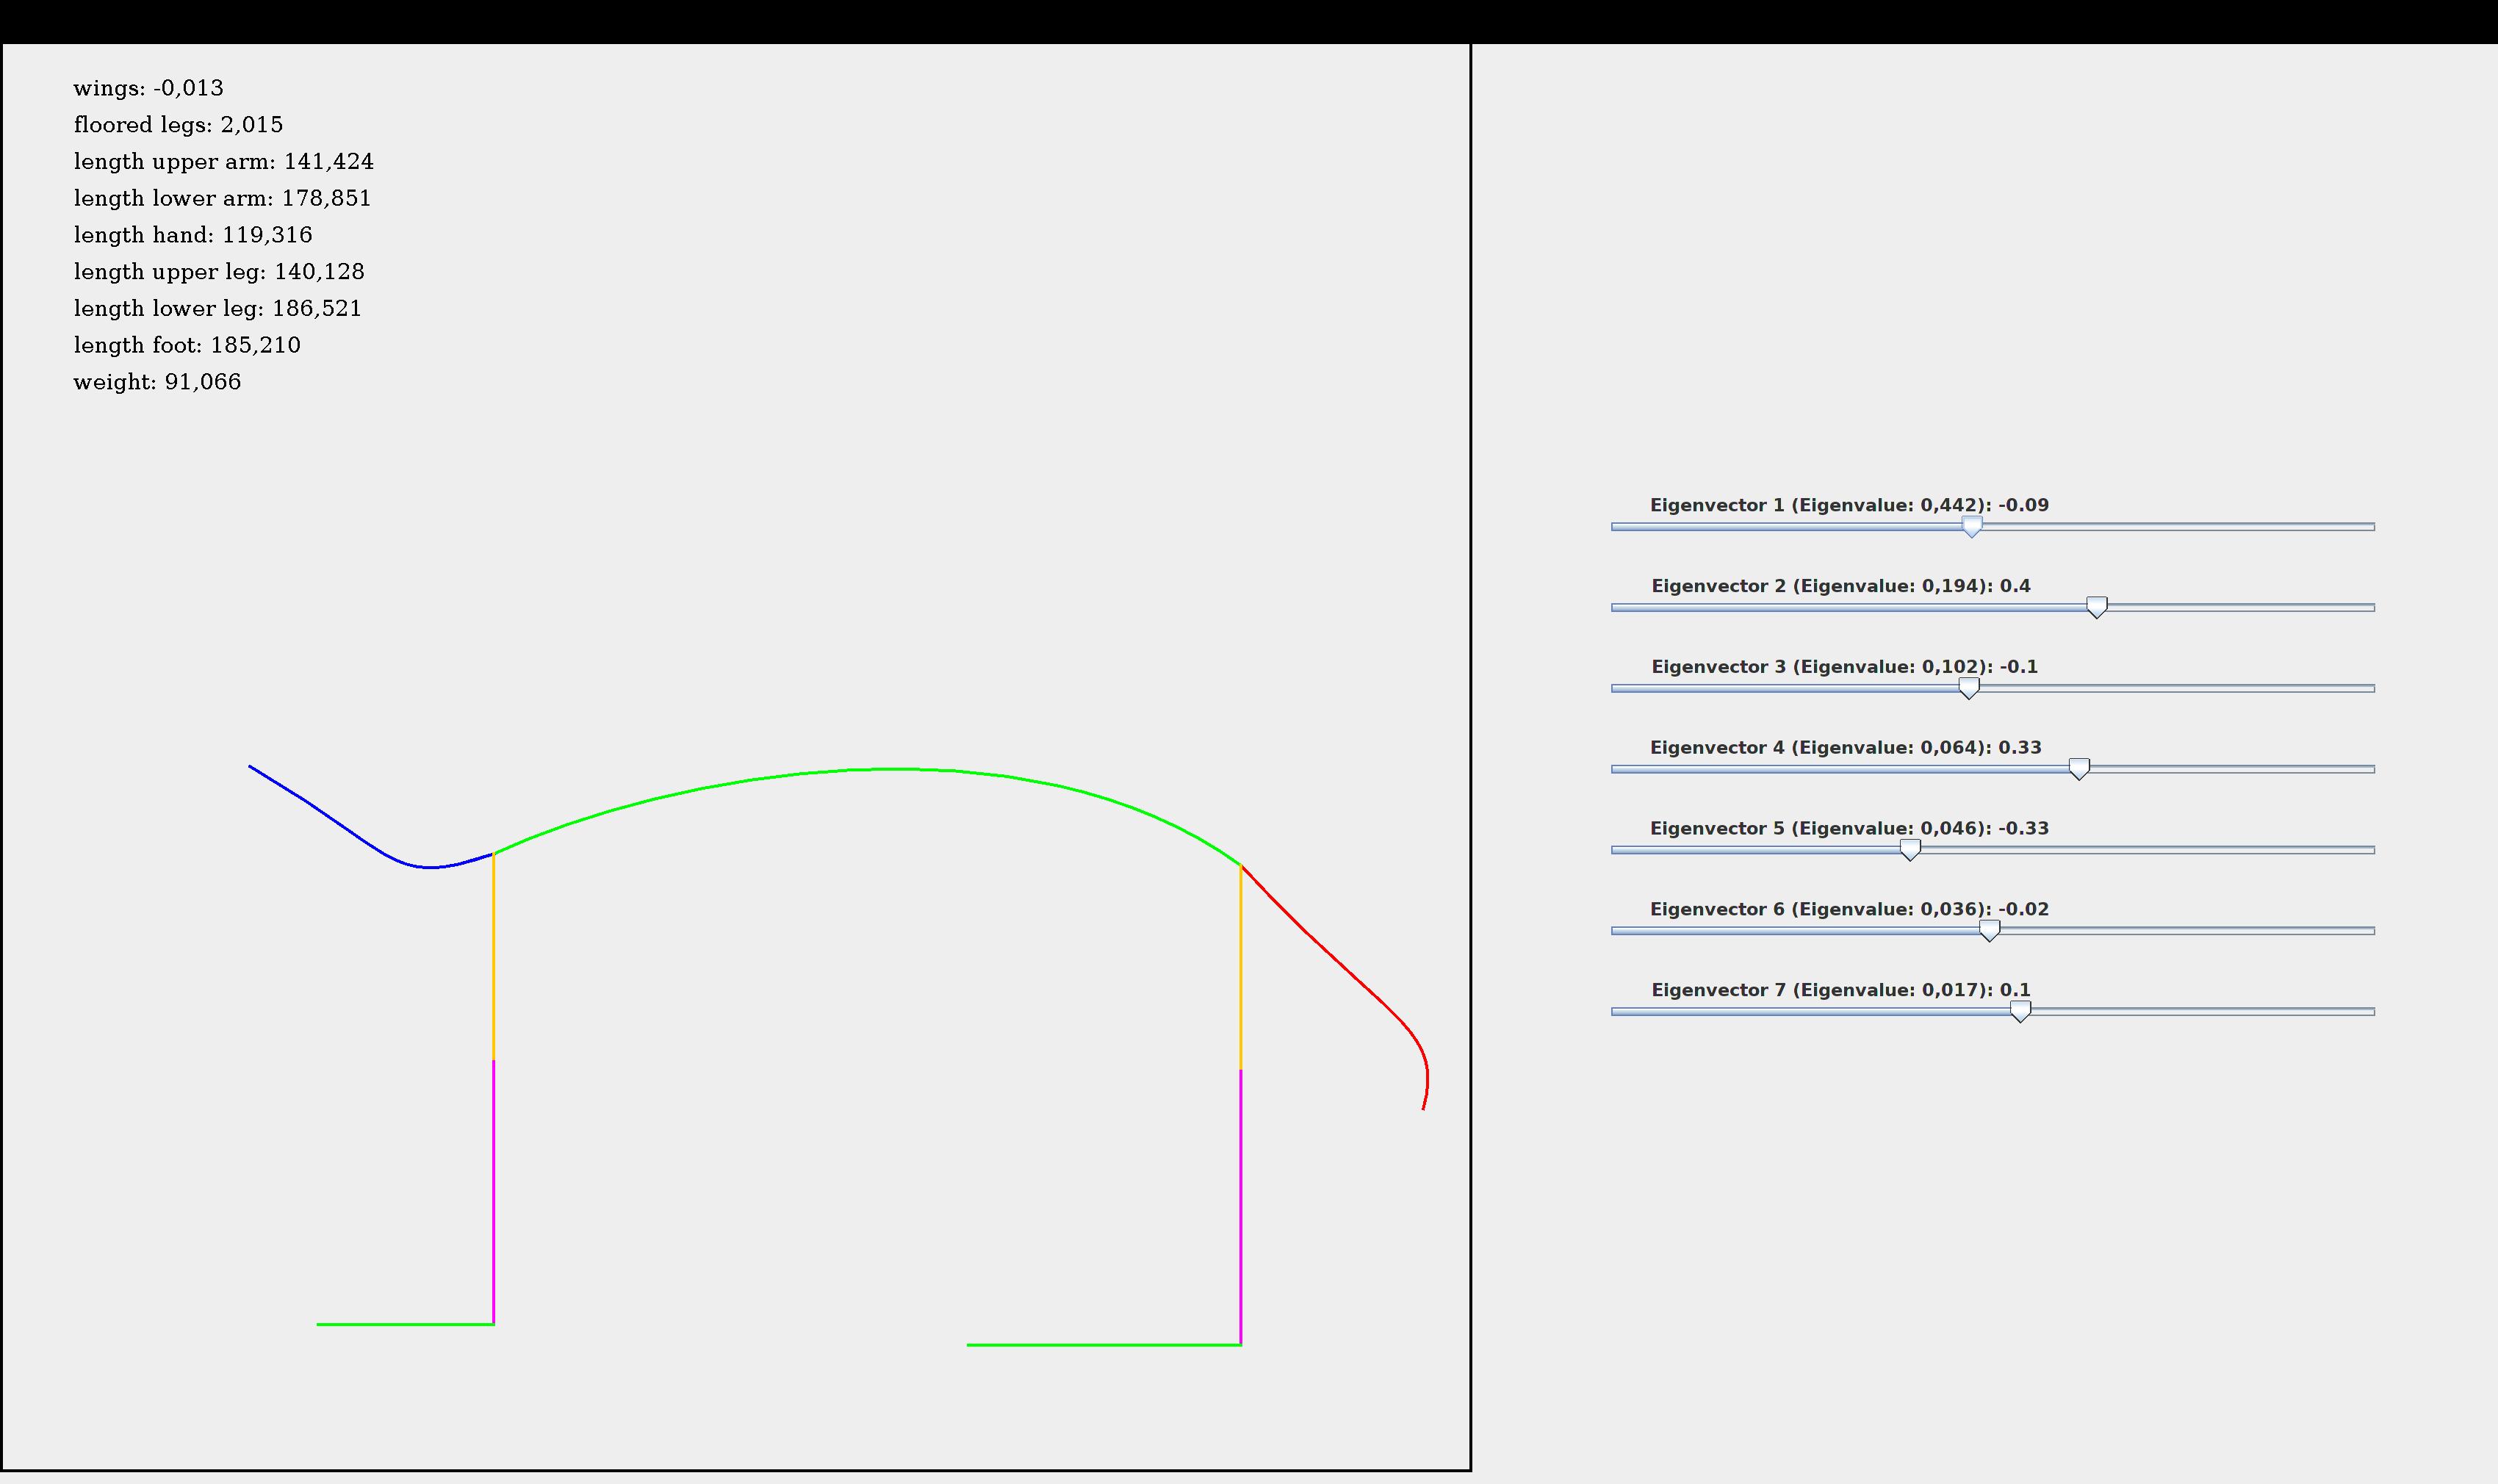 wings: -0,013
floored legs: 2,015
length upper arm: 141,424
length lower arm: 178,851
length hand: 119,316
length upper leg: 140,128
length lower leg: 186,521
length foot: 185,210
weight: 91,066
Eigenvector 1 (Eigenvalue: 0,442): -0.09
Eigenvector 2 (Eigenvalue: 0,194): 0.4
Eigenvector 3 (Eigenvalue: 0,102): -0.1
Eigenvector 4 (Eigenvalue: 0,064): 0.33
Eigenvector 5 (Eigenvalue: 0,046): -0.33
Eigenvector 6 (Eigenvalue: 0,036): -0.02
Eigenvector 7 (Eigenvalue: 0,017): 0.1